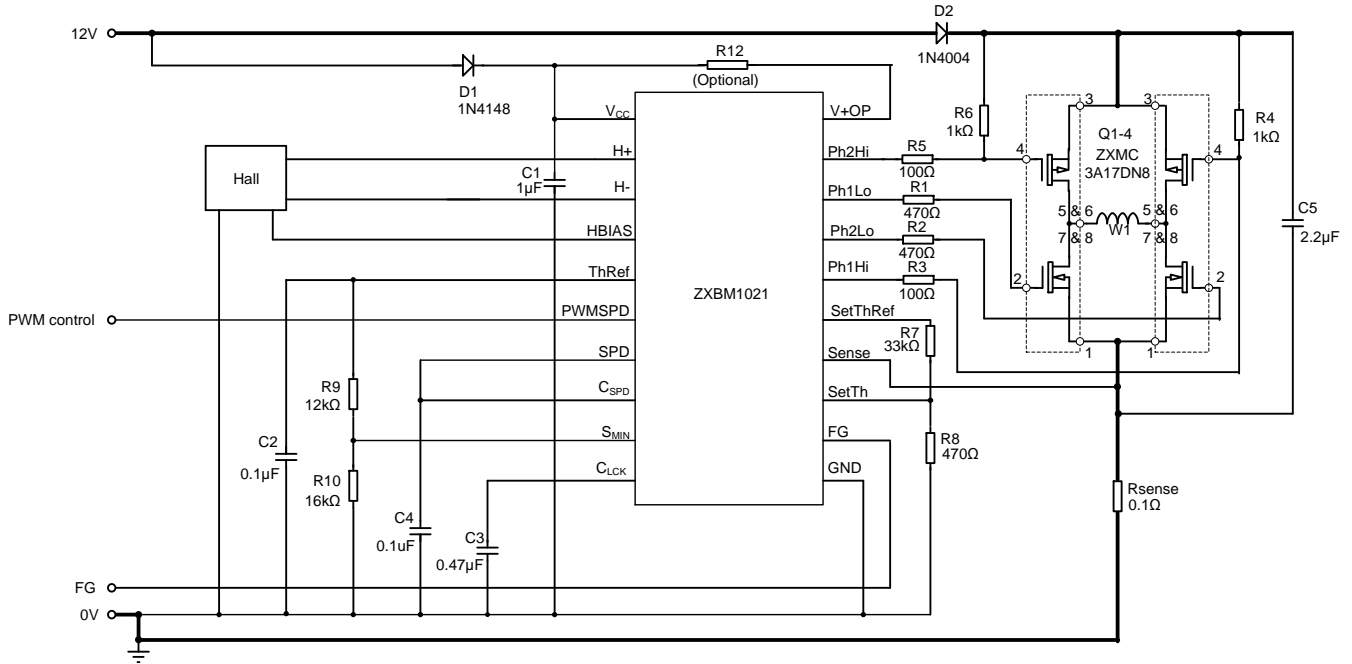 D2
12V
1N4004
R12
(Optional)
D1
1N4148
VCC
V+OP
R6
1kΩ
3
3
Q1-4
ZXMC
3A17DN8
R4
1kΩ
H+
Ph2Hi
R5
100Ω
4
4
Hall
C1
1µF
H-
Ph1Lo
R1
470Ω
5 & 6
5 & 6
W1
7 & 8
7 & 8
C5
2.2µF
HBIAS
Ph2Lo
R2
470Ω
ThRef
Ph1Hi
R3
100Ω
2
2
ZXBM1021
PWM control
PWMSPD
SetThRef
R7
33kΩ
SPD
Sense
1
1
R9
12kΩ
CSPD
SetTh
C2
0.1µF
SMIN
FG
R8
470Ω
R10
16kΩ
CLCK
GND
Rsense
0.1Ω
C4
0.1uF
C3
0.47µF
FG
0V